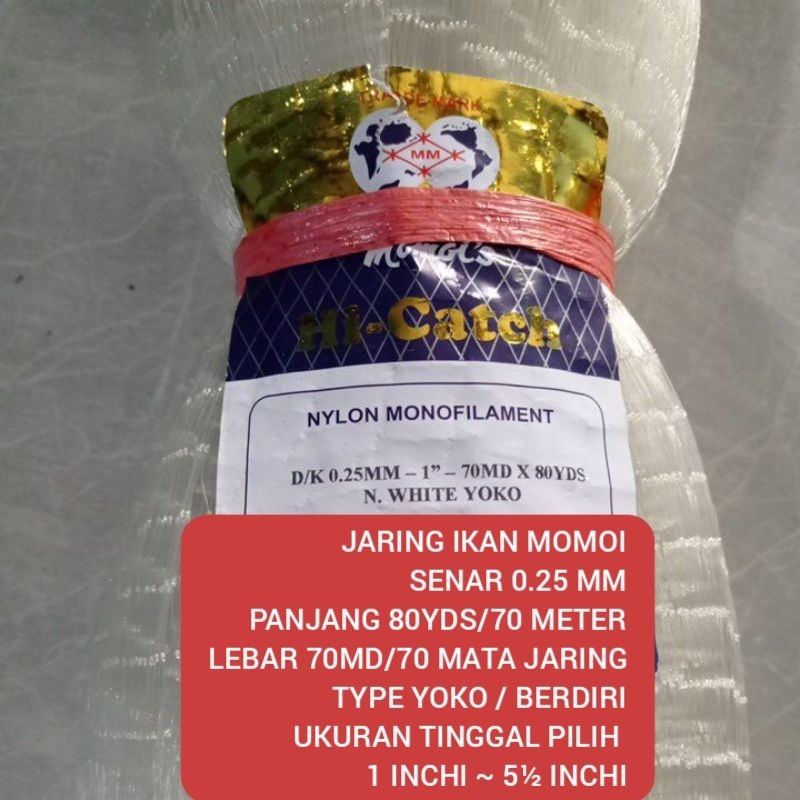 TRADE MARK
MM
Momoi's
Hi-Catch
NYLON MONOFILAMENT
D/K 0.25MM – 1” – 70MD X 80YDS
N. WHITE YOKO
JARING IKAN MOMOI
SENAR 0.25 MM
PANJANG 80YDS/70 METER
LEBAR 70MD/70 MATA JARING
TYPE YOKO / BERDIRI
UKURAN TINGGAL PILIH
1 INCHI ~ 5½ INCHI